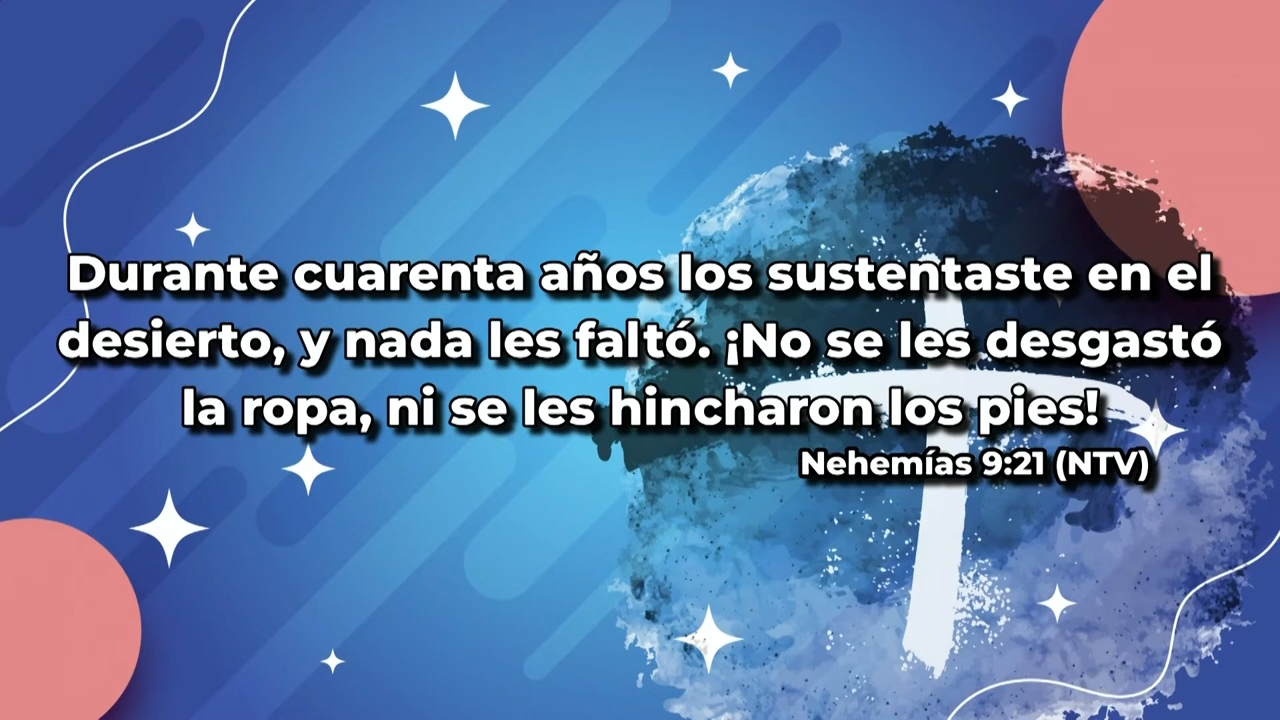 Durante cuarenta años los sustentaste en el
desierto, y nada les faltó. ¡No se les desgastó
la ropa, ni se les hincharon los pies!
Nehemías 9:21 (NTV)